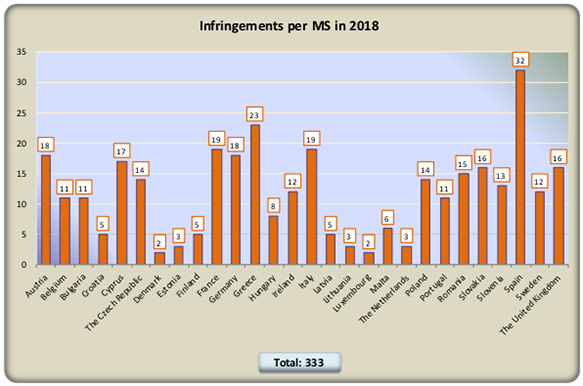 Infringements per MS in 2018
35
30
25
20
15
10
5
0
18
11
11
5
17
14
2
3
5
19
18
23
8
12
19
5
3
2
6
3
14
11
15
16
13
32
12
16
Austria
Belgium
Bulgaria
Croatia
Cyprus
The Czech Republic
Denmark
Estonia
Finland
France
Germany
Greece
Hungary
Ireland
Italy
Latvia
Lithuania
Luxembourg
Malta
The Netherlands
Poland
Portugal
Romania
Slovakia
Slovenia
Spain
Sweden
The United Kingdom
Total: 333